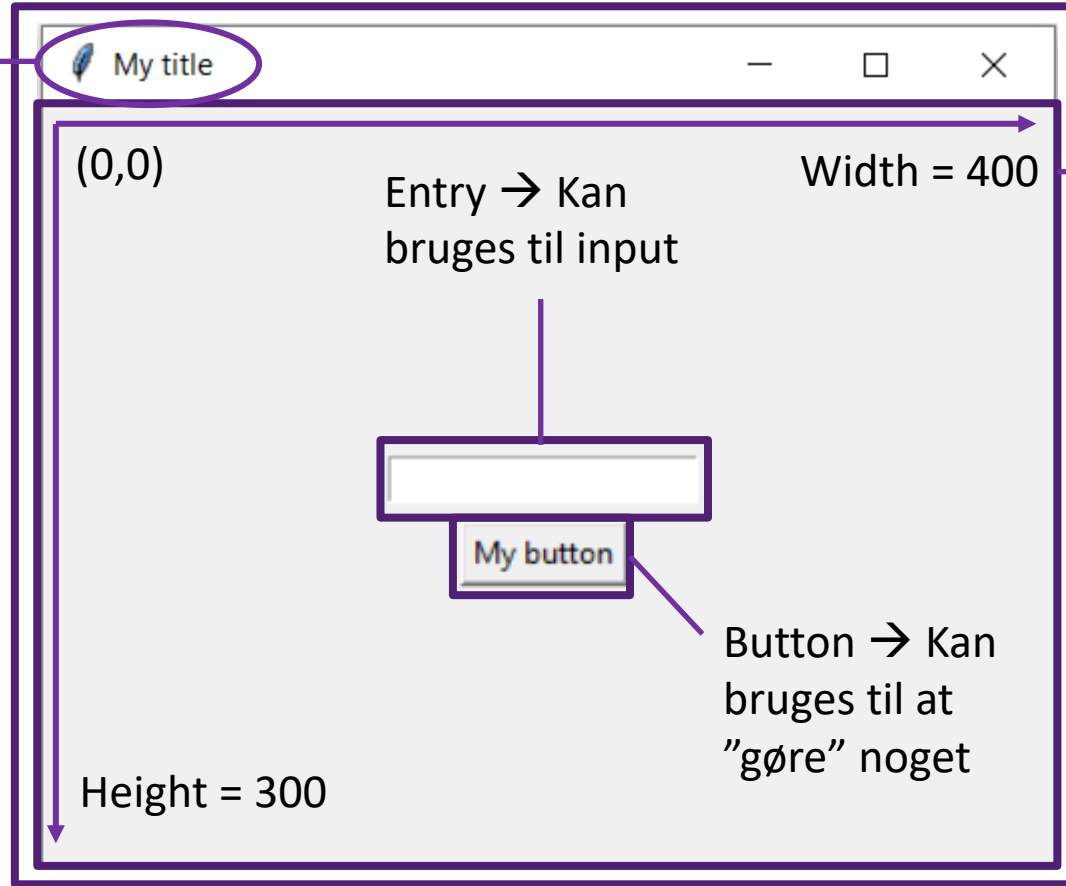 My title
(0,0)
Width = 400
Entry → Kan
bruges til input
My button
Button → Kan
bruges til at
”gøre” noget
Height = 300